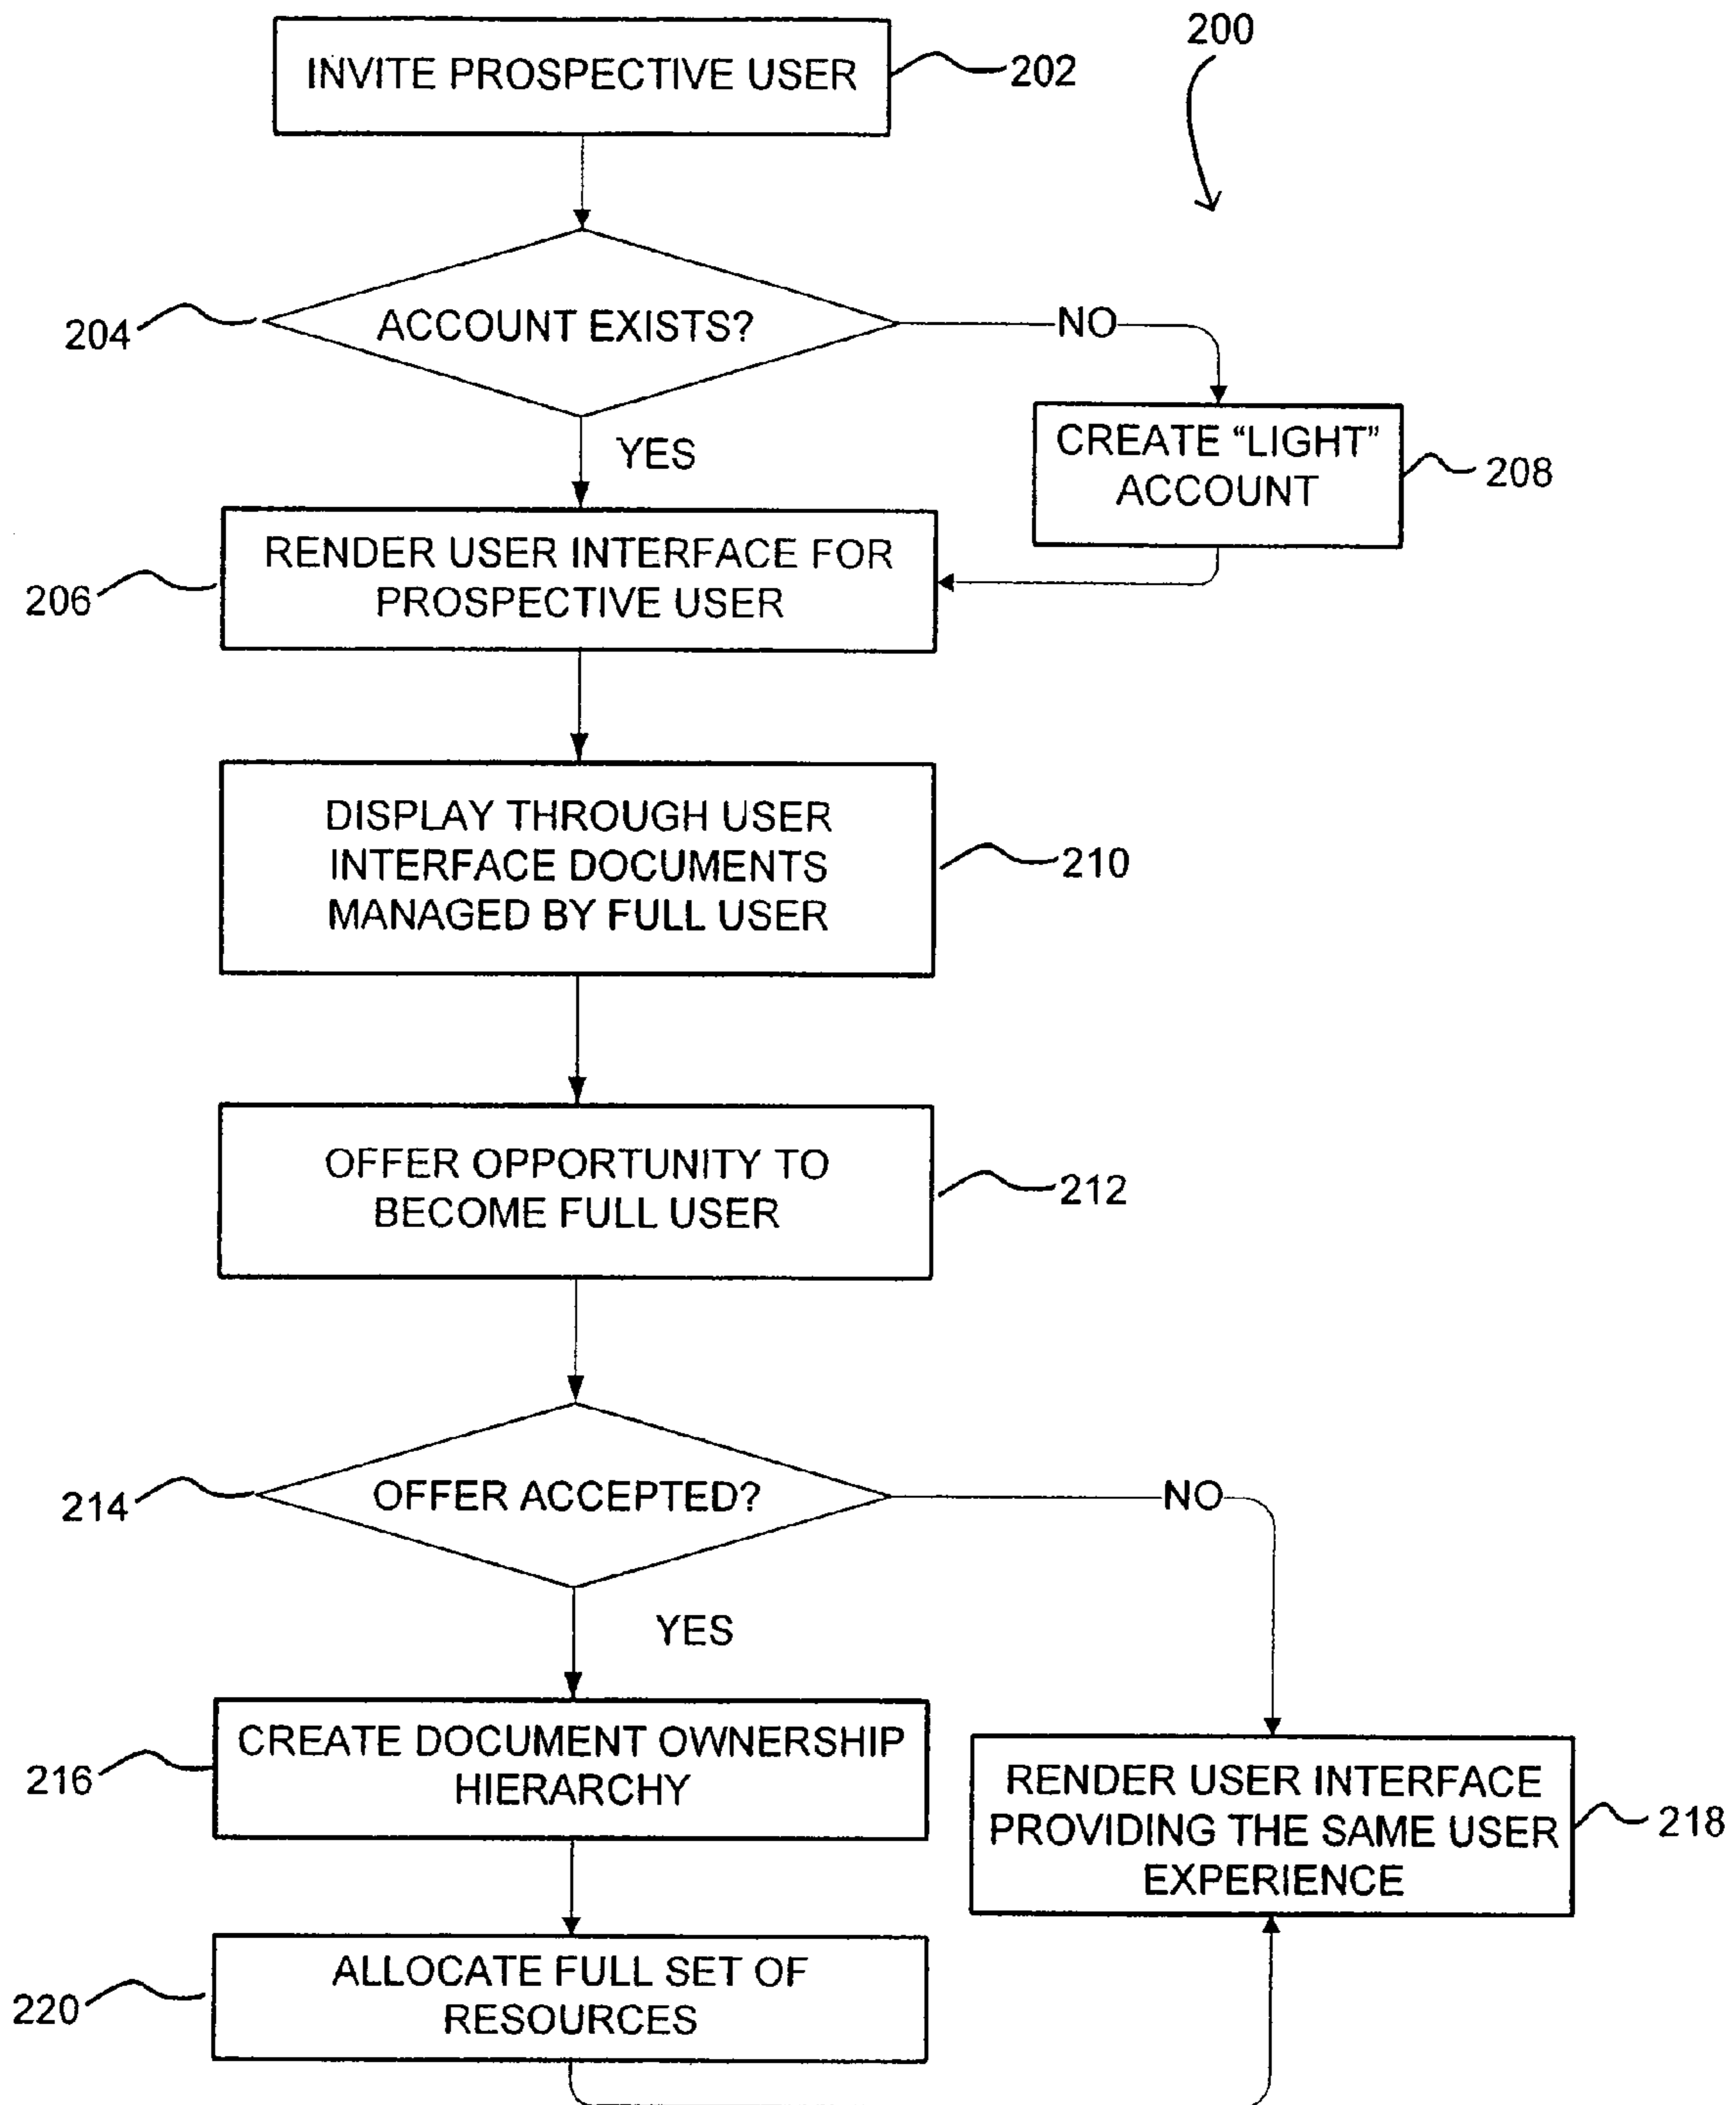 200
INVITE PROSPECTIVE USER
202
204
ACCOUNT EXISTS?
NO
YES
CREATE “LIGHT”
ACCOUNT
208
206
RENDER USER INTERFACE FOR
PROSPECTIVE USER
DISPLAY THROUGH USER
INTERFACE DOCUMENTS
MANAGED BY FULL USER
210
OFFER OPPORTUNITY TO
BECOME FULL USER
212
214
OFFER ACCEPTED?
NO
YES
216
CREATE DOCUMENT OWNERSHIP
HIERARCHY
RENDER USER INTERFACE
PROVIDING THE SAME USER
EXPERIENCE
218
220
ALLOCATE FULL SET OF
RESOURCES